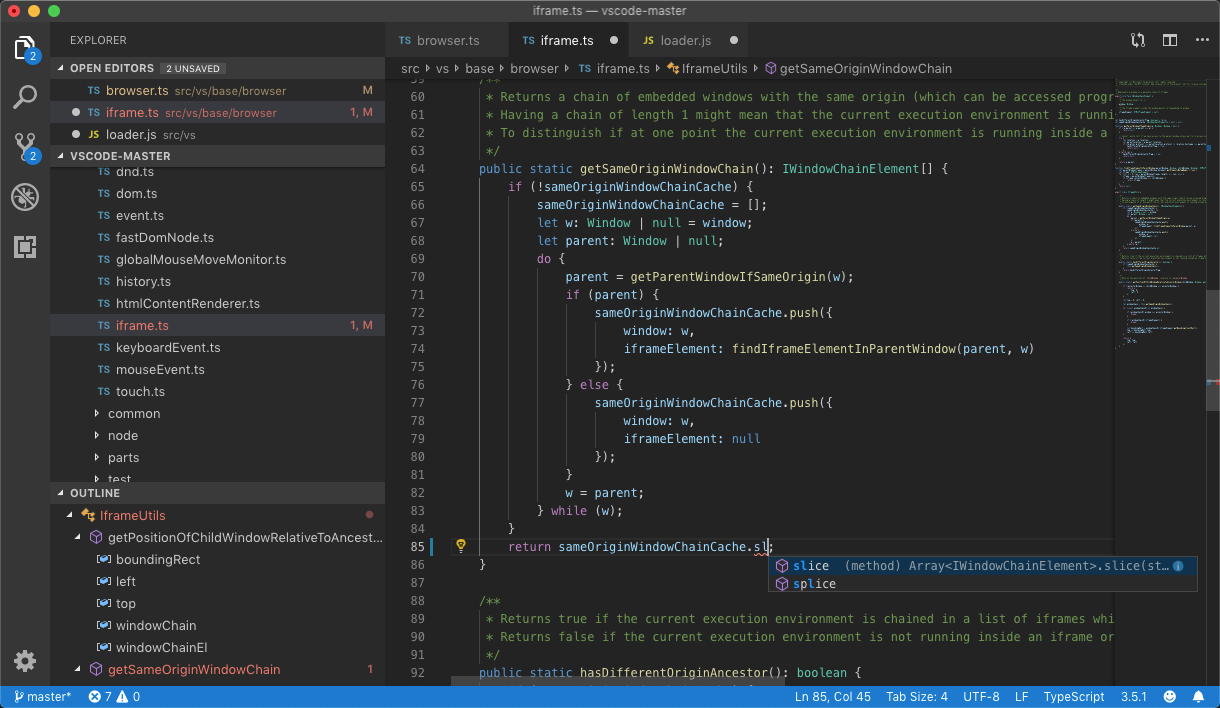 iframe.ts — vscode-master
2
2
EXPLORER
OPEN EDITORS 2 UNSAVED
TS browser.ts src/vs/base/browser M
TS iframe.ts src/vs/base/browser 1, M
JS loader.js src/vs
VSCODE-MASTER
TS dnd.ts
TS dom.ts
TS event.ts
TS fastDomNode.ts
TS globalMouseMoveMonitor.ts
TS history.ts
TS htmlContentRenderer.ts
TS iframe.ts 1, M
TS keyboardEvent.ts
TS mouseEvent.ts
TS touch.ts
common
node
parts
test
OUTLINE
IframeUtils
getPositionOfChildWindowRelativeToAncest...
boundingRect
left
top
windowChain
windowChainEl
getSameOriginWindowChain 1
TS browser.ts TS iframe.ts JS loader.js
src vs base browser TS iframe.ts IframeUtils getSameOriginWindowChain
59 /**
60 * Returns a chain of embedded windows with the same origin (which can be accessed progr
61 * Having a chain of length 1 might mean that the current execution environment is runni
62 * To distinguish if at one point the current execution environment is running inside a
63 */
64 public static getSameOriginWindowChain(): IWindowChainElement[] {
65 if (!sameOriginWindowChainCache) {
66 sameOriginWindowChainCache = [];
67 let w: Window | null = window;
68 let parent: Window | null;
69 do {
70 parent = getParentWindowIfSameOrigin(w);
71 if (parent) {
72 sameOriginWindowChainCache.push({
73 window: w,
74 iframeElement: findIframeElementInParentWindow(parent, w)
75 });
76 } else {
77 sameOriginWindowChainCache.push({
78 window: w,
79 iframeElement: null
80 });
81 }
82 w = parent;
83 } while (w);
84 }
85 return sameOriginWindowChainCache.sl;
slice (method) Array<IWindowChainElement>.slice(st...
splice
86 }
87
88 /**
89 * Returns true if the current execution environment is chained in a list of iframes whi
90 * Returns false if the current execution environment is not running inside an iframe or
91 */
92 public static hasDifferentOriginAncestor(): boolean {
master* 7 0 Ln 85, Col 45 Tab Size: 4 UTF-8 LF TypeScript 3.5.1